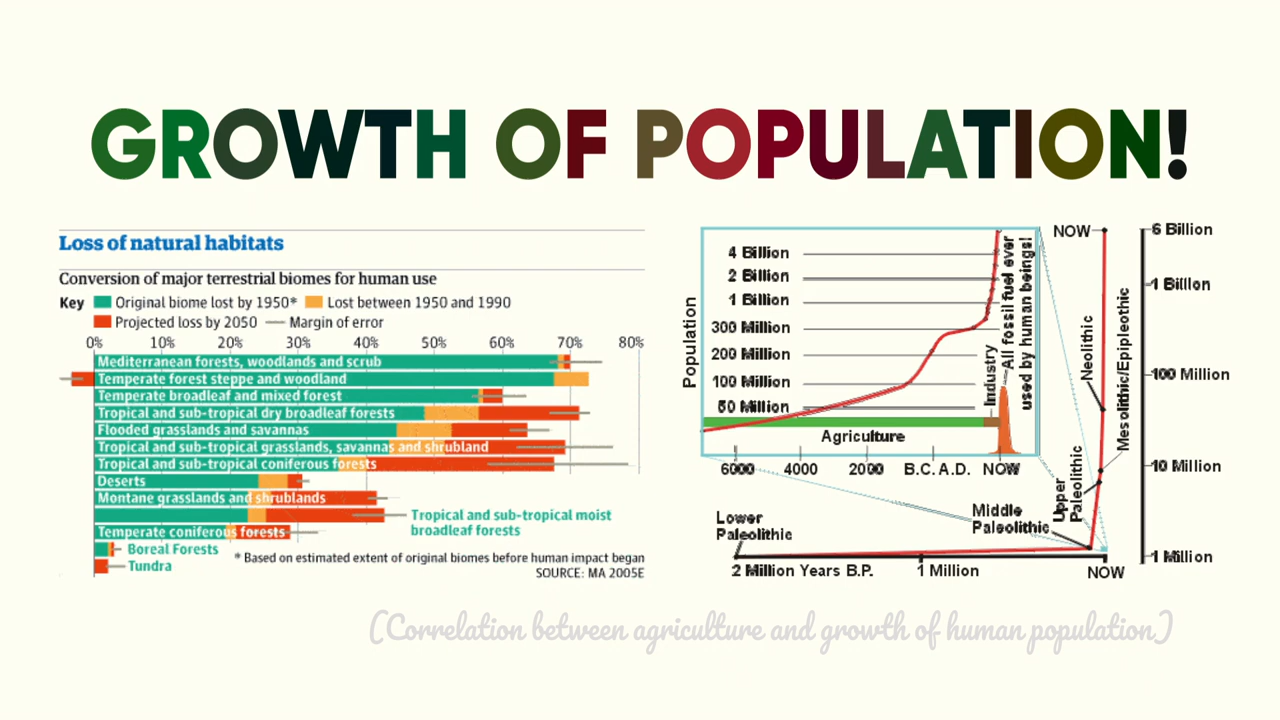 GROWTH OF POPULATION!
Loss of natural habitats
Conversion of major terrestrial biomes for human use
Key Original biome lost by 1950* Lost between 1950 and 1990
Projected loss by 2050 Margin of error
0% 10% 20% 30% 40% 50% 60% 70% 80%
Mediterranean forests, woodlands and scrub
Temperate forest steppe and woodland
Temperate broadleaf and mixed forest
Tropical and sub-tropical dry broadleaf forests
Flooded grasslands and savannas
Tropical and sub-tropical grasslands, savannas and shrubland
Tropical and sub-tropical coniferous forests
Deserts
Montane grasslands and shrublands
Tropical and sub-tropical moist
broadleaf forests
Temperate coniferous forests
Boreal Forests
Tundra
* Based on estimated extent of original biomes before human impact began
SOURCE: MA 2005E
Population
4 Billion
2 Billion
1 Billion
300 Million
200 Million
100 Million
50 Million
Agriculture
Industry
All fossil fuel ever
used by human beings!
6000 4000 2000 B.C. A.D. NOW
NOW
6 Billion
1 Billion
100 Million
10 Million
1 Million
Neolithic
Mesolithic/Epipleothic
Upper
Paleolithic
Middle
Paleolithic
Lower
Paleolithic
2 Million Years B.P. 1 Million NOW
(Correlation between agriculture and growth of human population)